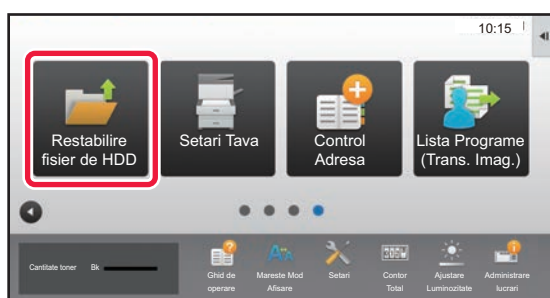 10:15
Restabilire
fisier de HDD
Setari Tava
Control
Adresa
Lista Programe
(Trans. Imag.)
Cantitate toner Bk
Ghid de
operare
Mareste Mod
Afisare
Setari
Contor
Total
Ajustare
Luminozitate
Administrare
lucrari